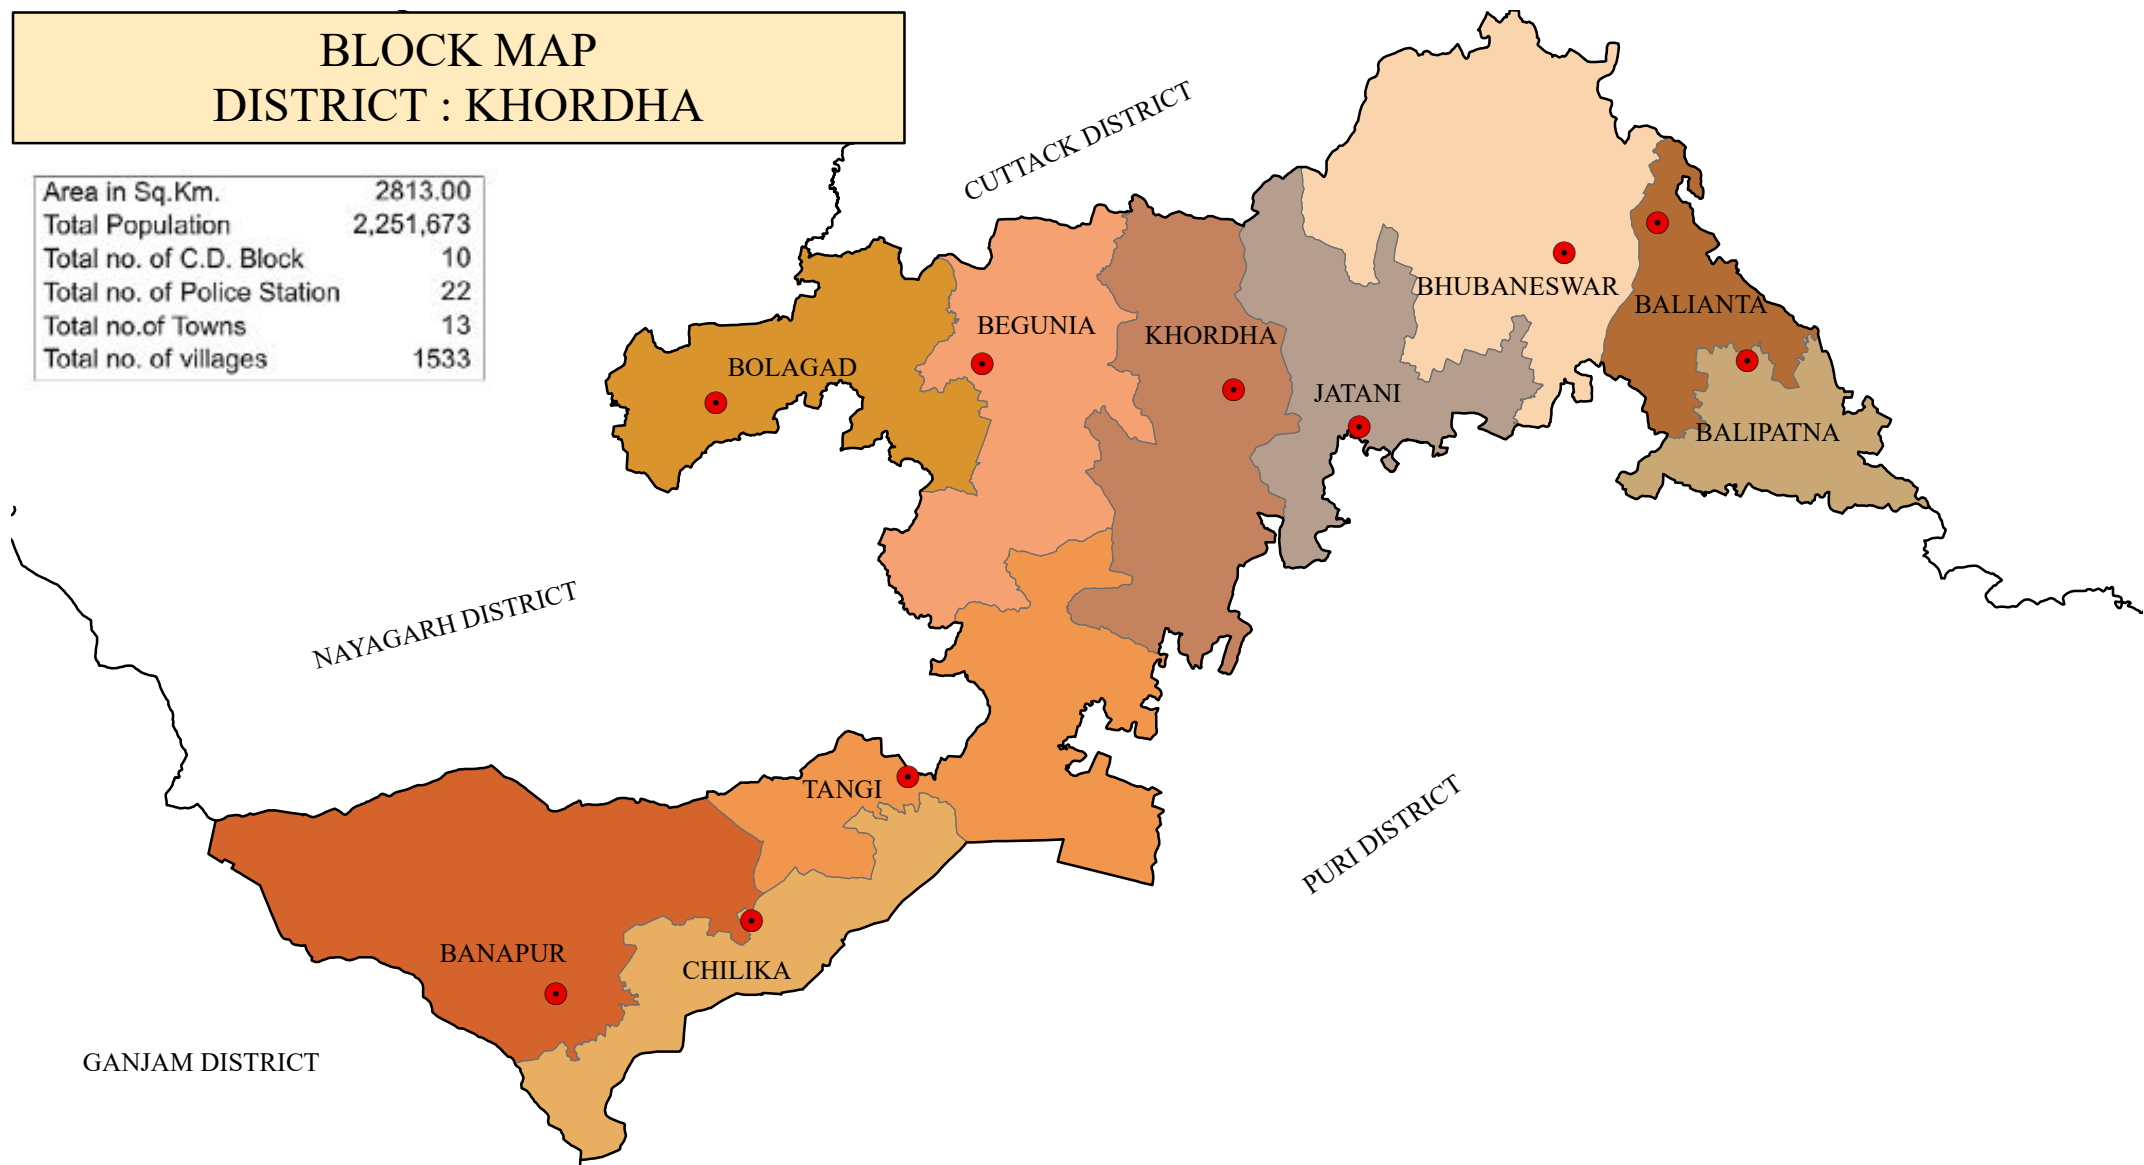 BLOCK MAP
DISTRICT : KHORDHA
Area in Sq.Km. 2813.00
Total Population 2,251,673
Total no. of C.D. Block 10
Total no. of Police Station 22
Total no.of Towns 13
Total no. of villages 1533
CUTTACK DISTRICT
BHUBANESWAR
BALIANTA
BEGUNIA
KHORDHA
BOLAGAD
JATANI
BALIPATNA
NAYAGARH DISTRICT
TANGI
PURI DISTRICT
BANAPUR
CHILIKA
GANJAM DISTRICT